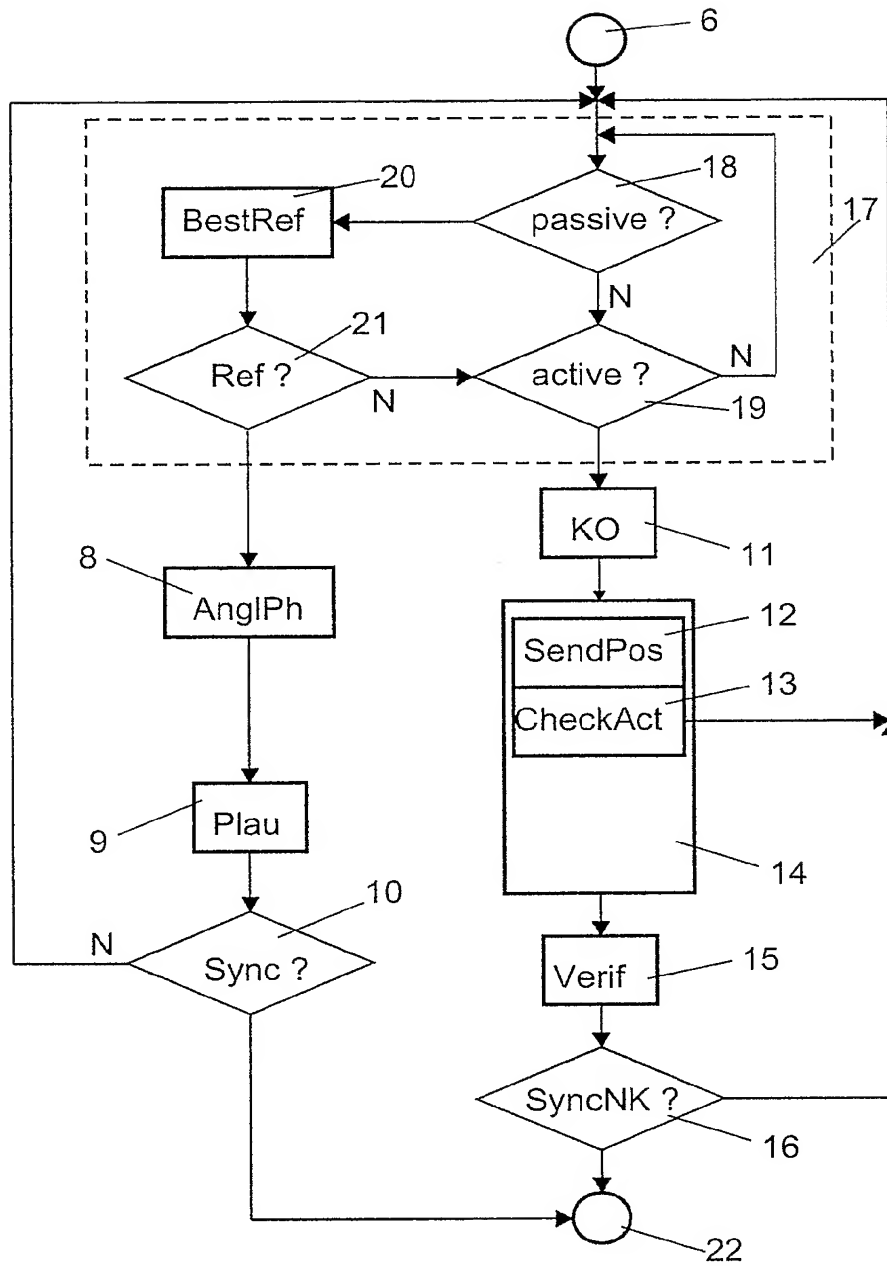 6
20
18
BestRef
passive ?
17
N
21
Ref ?
active ?
N
N
19
KO
11
8
AnglPh
12
SendPos
13
CheckAct
Plau
9
14
10
N
Sync ?
Verif
15
SyncNK ?
16
22